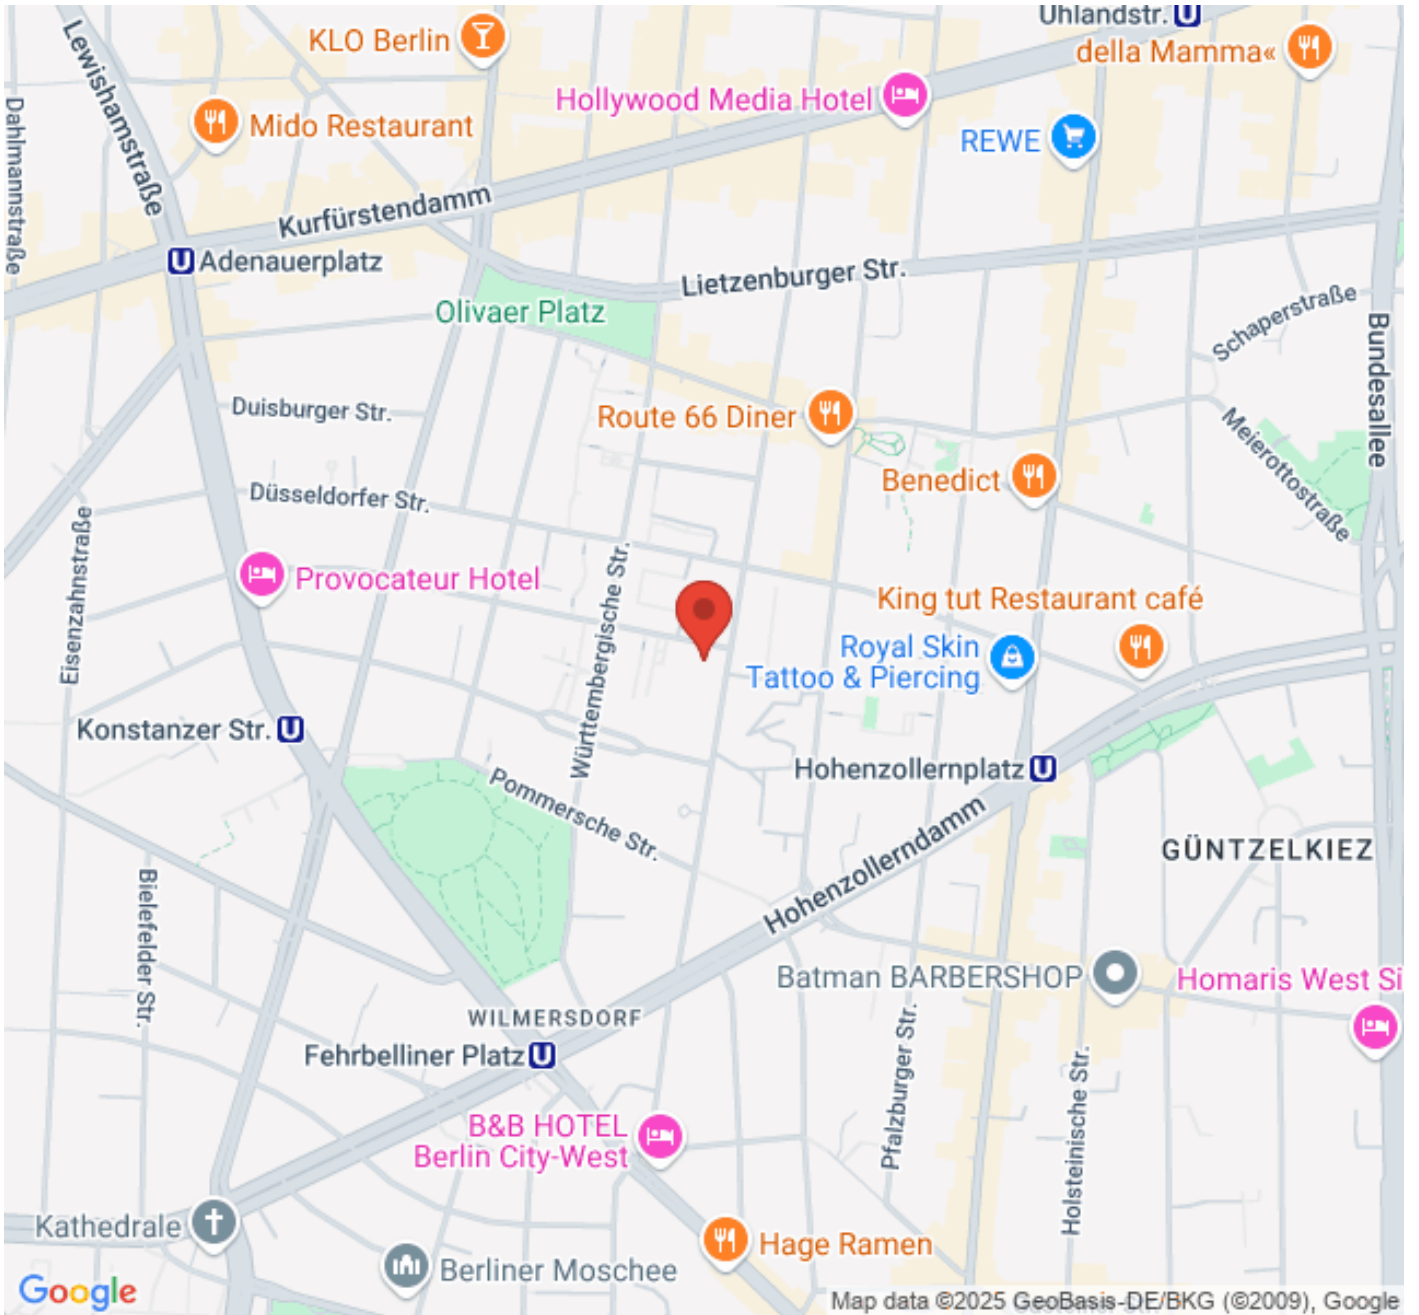 Uhlandstr.
KLO Berlin
della Mamma«
Lewishamstraße
Hollywood Media Hotel
Dahlmannstraße
Mido Restaurant
REWE
Kurfürstendamm
Adenauerplatz
Lietzenburger Str.
Olivaer Platz
Schaperstraße
Bundesallee
Duisburger Str.
Route 66 Diner
Meierottostraße
Benedict
Düsseldorfer Str.
Eisenzahnstraße
Provocateur Hotel
Württembergische Str.
King tut Restaurant café
Royal Skin
Tattoo & Piercing
Konstanzer Str.
Hohenzollernplatz
Pommersche Str.
Hohenzollerndamm
GÜNTZELKIEZ
Bielefelder Str.
Batman BARBERSHOP
Homaris West Si
WILMERSDORF
Fehrbelliner Platz
Pfalzburger Str.
Holsteinische Str.
B&B HOTEL
Berlin City-West
Kathedrale
Hage Ramen
Berliner Moschee
Google
Map data ©2025 GeoBasis-DE/BKG (©2009), Google